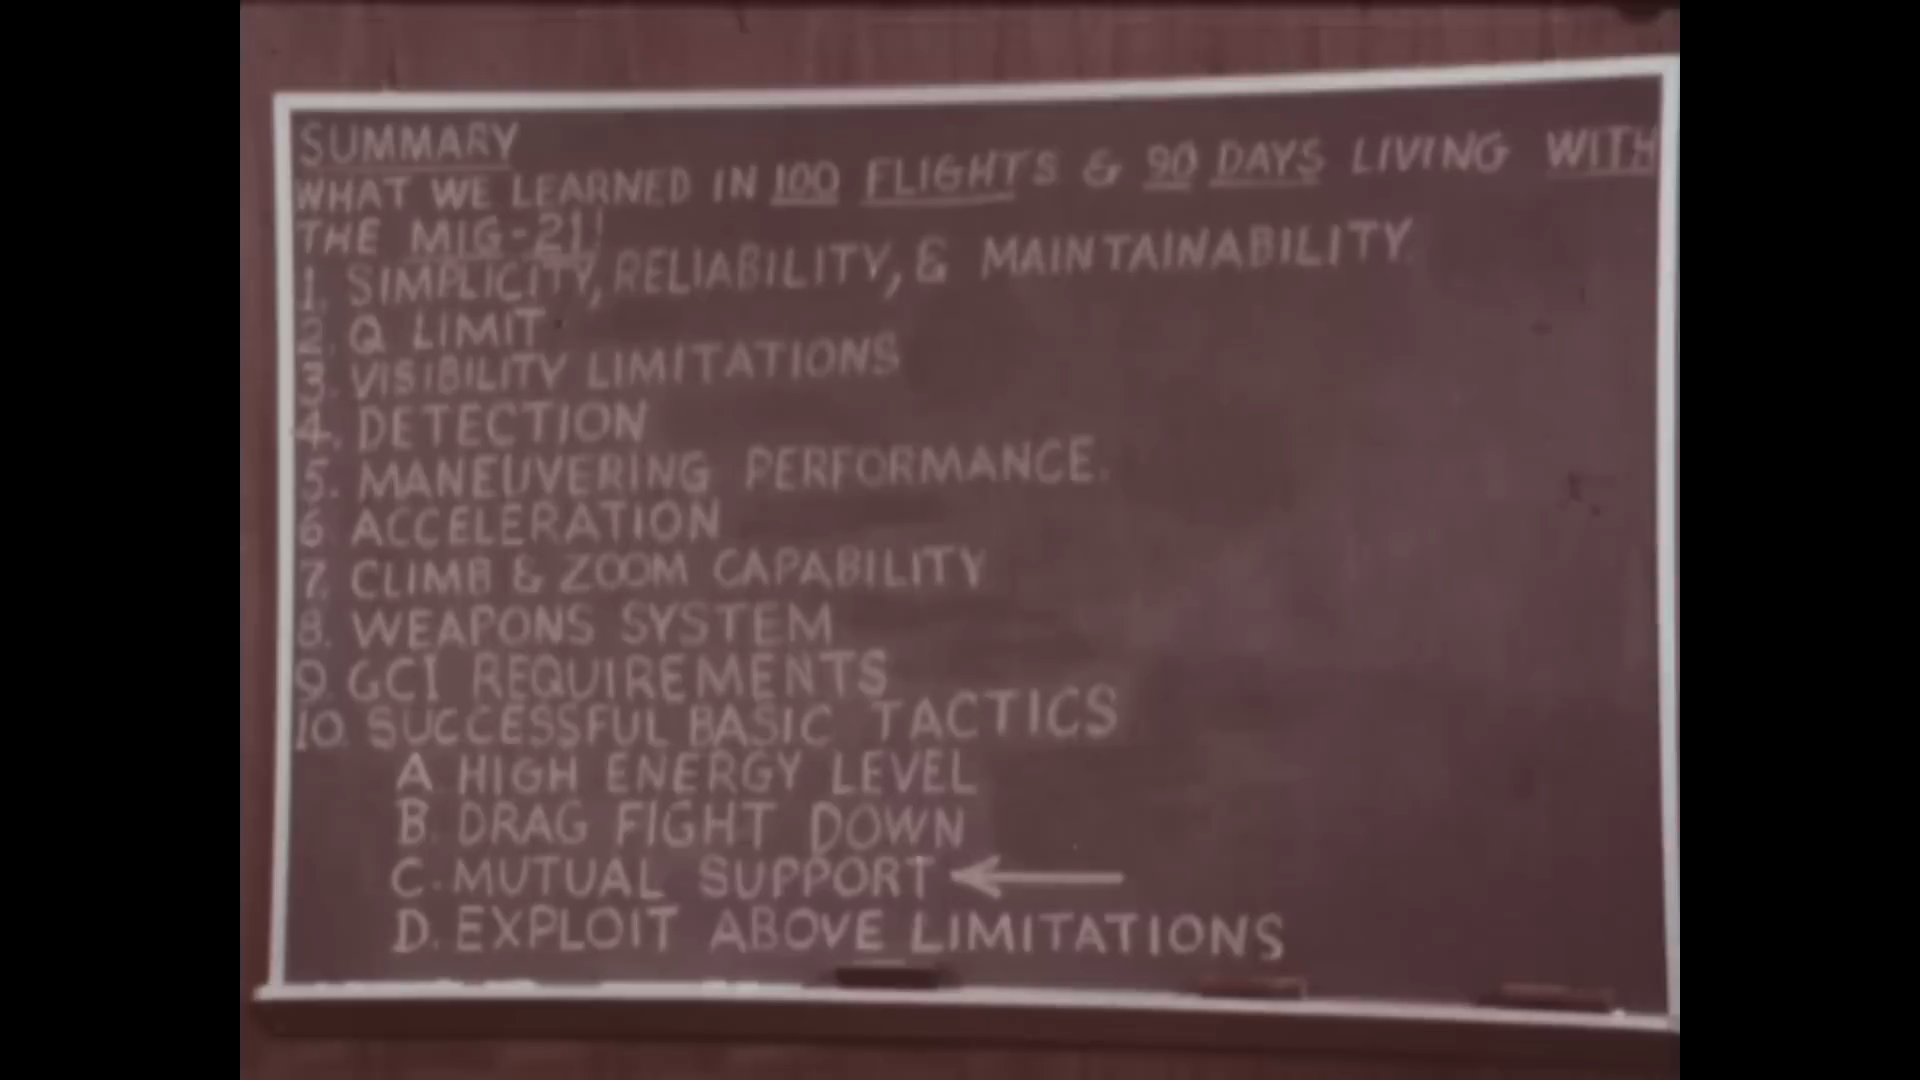 SUMMARY
WHAT WE LEARNED IN 100 FLIGHTS & 90 DAYS LIVING WITH
THE MIG-21!
1. SIMPLICITY, RELIABILITY, & MAINTAINABILITY.
2. Q LIMIT
3. VISIBILITY LIMITATIONS
4. DETECTION
5. MANEUVERING PERFORMANCE.
6 ACCELERATION
7. CLIMB & ZOOM CAPABILITY
8. WEAPONS SYSTEM
9 GCI REQUIREMENTS
10. SUCCESSFUL BASIC TACTICS
A HIGH ENERGY LEVEL
B. DRAG FIGHT DOWN
C. MUTUAL SUPPORT
D. EXPLOIT ABOVE LIMITATIONS